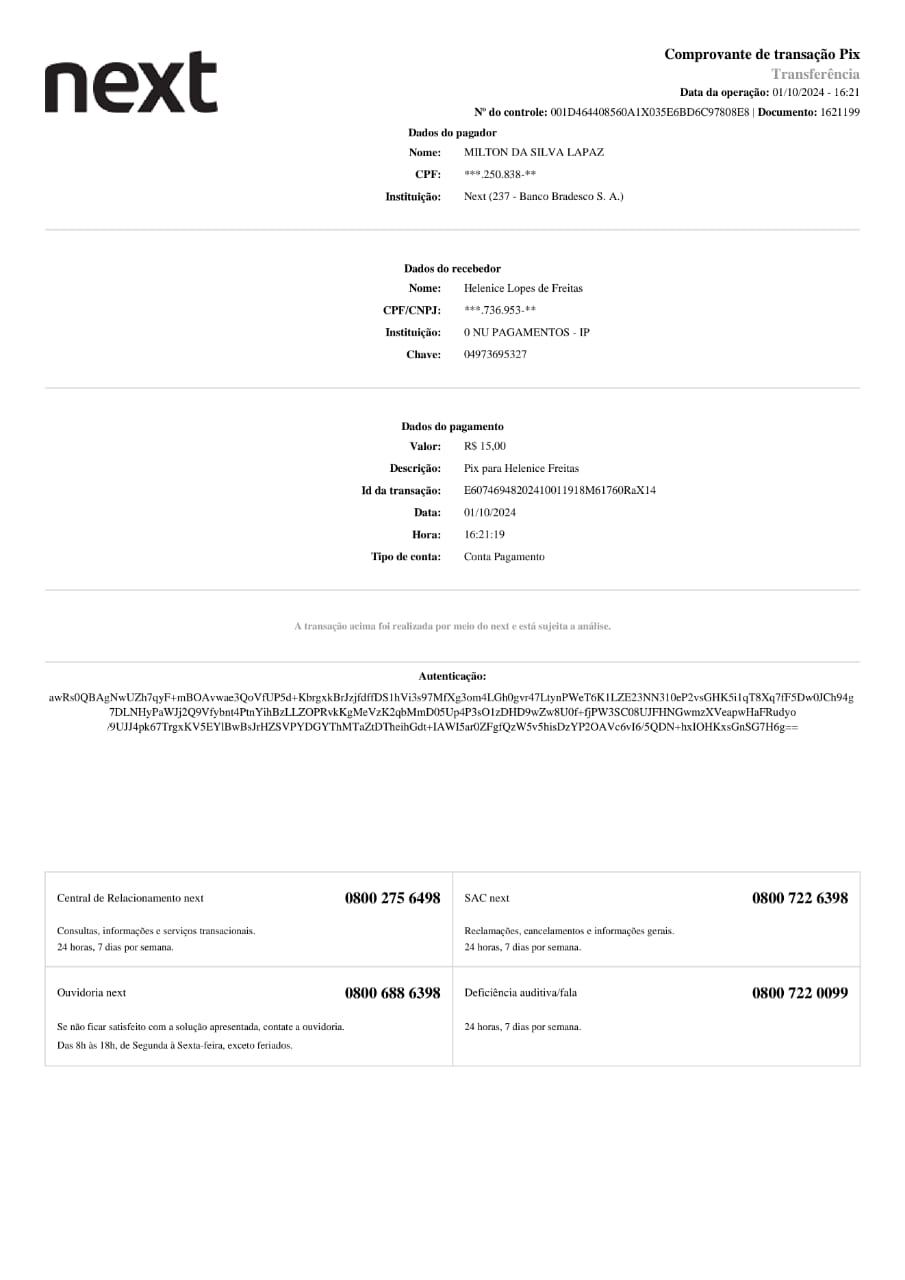 next
Comprovante de transação Pix
Transferência
Data da operação: 01/10/2024 - 16:21
Nº do controle: 001D464408560A1X035E6BD6C97808E8 | Documento: 1621199
Dados do pagador
Nome: MILTON DA SILVA LAPAZ
CPF: ***.250.838-**
Instituição: Next (237 - Banco Bradesco S. A.)
Dados do recebedor
Nome: Helenice Lopes de Freitas
CPF/CNPJ: ***.736.953-**
Instituição: 0 NU PAGAMENTOS - IP
Chave: 04973695327
Dados do pagamento
Valor: R$ 15,00
Descrição: Pix para Helenice Freitas
Id da transação: E60746948202410011918M61760RaX14
Data: 01/10/2024
Hora: 16:21:19
Tipo de conta: Conta Pagamento
A transação acima foi realizada por meio do next e está sujeita a análise.
Autenticação:
awRs0QBAgNwUZh7qyF+mBOAvwae3QoVfUP5d+KbrgxkBrJzjfdffDS1hVi3s97MfXg3om4LGh0gvr47LtynPWeT6K1LZE23NN310eP2vsGHK5i1qT8Xq7fF5Dw0JCh94g
7DLNHyPaWJj2Q9Vfybnt4PtnYihBzLLZOPRvkKgMeVzK2qbMmD05Up4P3sO1zDHD9wZw8U0f+fjPW3SC08UJFHNGwmzXVeapwHaFRudyo
/9UJJ4pk67TrgxKV5EYlBwBsJrHZSVPYDGYThMTaZtDTheihGdt+IAWI5ar0ZFgfQzW5v5hisDzYP2OAVc6vI6/5QDN+hxIOHKxsGnSG7H6g==
Central de Relacionamento next 0800 275 6498
Consultas, informações e serviços transacionais.
24 horas, 7 dias por semana.
SAC next 0800 722 6398
Reclamações, cancelamentos e informações gerais.
24 horas, 7 dias por semana.
Ouvidoria next 0800 688 6398
Se não ficar satisfeito com a solução apresentada, contate a ouvidoria.
Das 8h às 18h, de Segunda à Sexta-feira, exceto feriados.
Deficiência auditiva/fala 0800 722 0099
24 horas, 7 dias por semana.